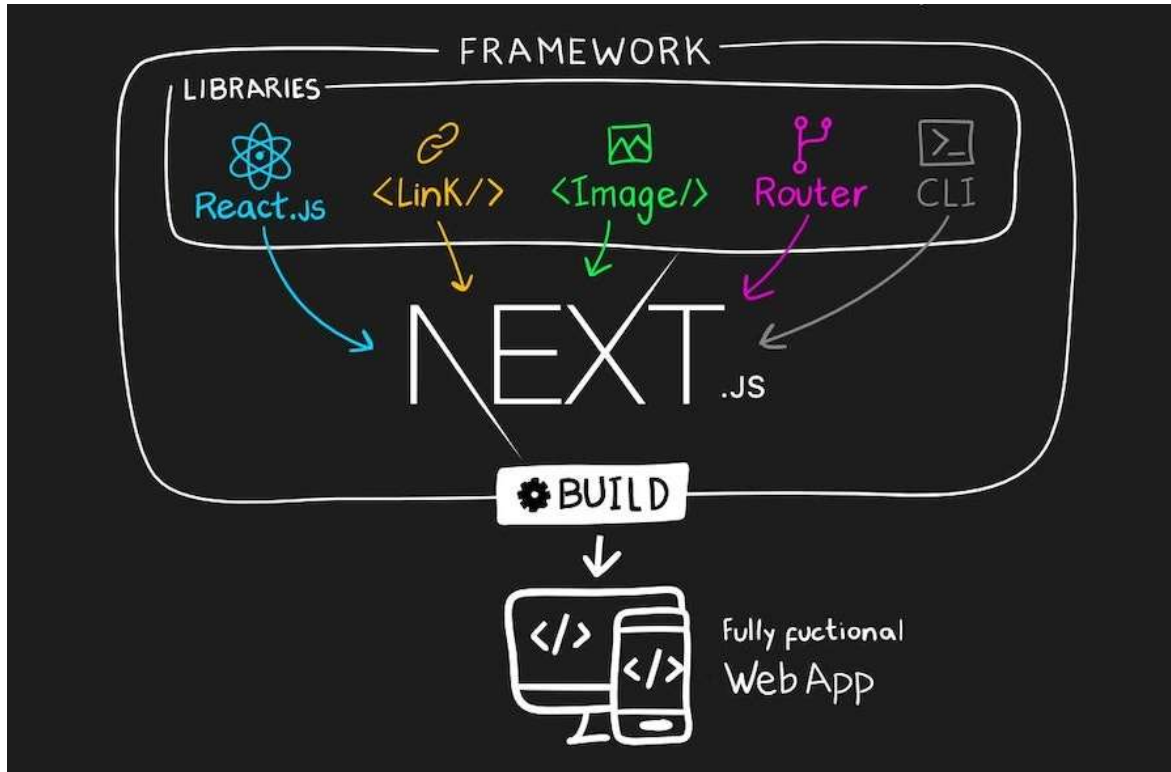 FRAMEWORK
LIBRARIES
React.js
<Link/>
<Image/>
Router
>_
CLI
NEXT.JS
BUILD
</>
</>
Fully fuctional
Web App